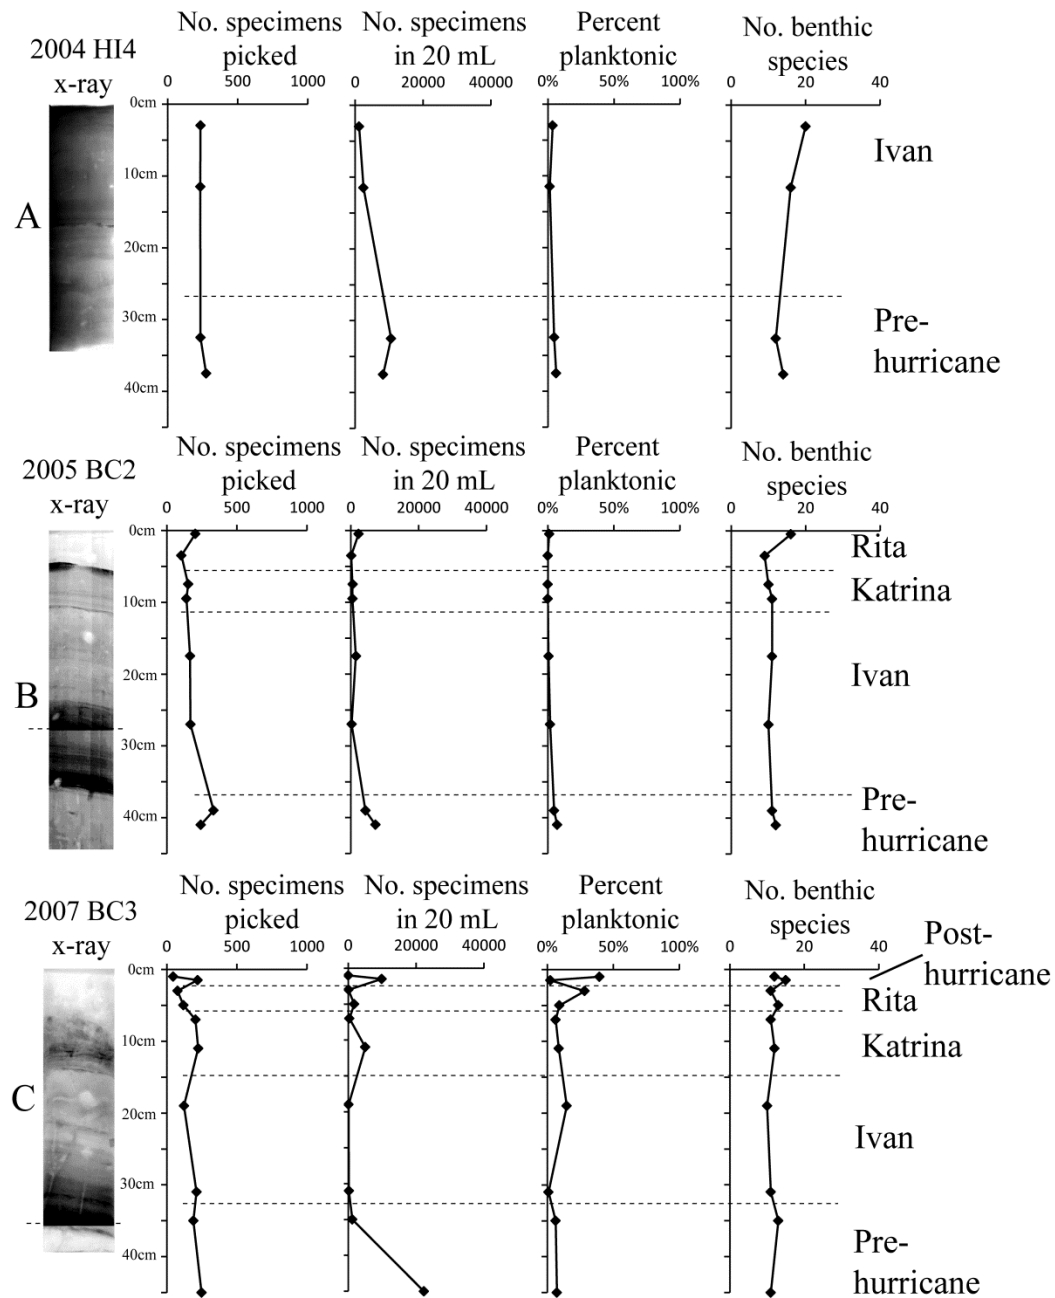 No. specimens
picked
No. specimens
in 20 mL
Percent
planktonic
No. benthic
species
2004 HI4
x-ray
0 500 1000
0 20000 40000
0% 50% 100%
0 20 40
A
0cm
10cm
20cm
30cm
40cm
Ivan
Pre-
hurricane
No. specimens
picked
No. specimens
in 20 mL
Percent
planktonic
No. benthic
species
2005 BC2
x-ray
0 500 1000
0 20000 40000
0% 50% 100%
0 20 40
B
0cm
10cm
20cm
30cm
40cm
Rita
Katrina
Ivan
Pre-
hurricane
No. specimens
picked
No. specimens
in 20 mL
Percent
planktonic
No. benthic
species
2007 BC3
x-ray
0 500 1000
0 20000 40000
0% 50% 100%
0 20 40
C
0cm
10cm
20cm
30cm
40cm
Post-
hurricane
Rita
Katrina
Ivan
Pre-
hurricane